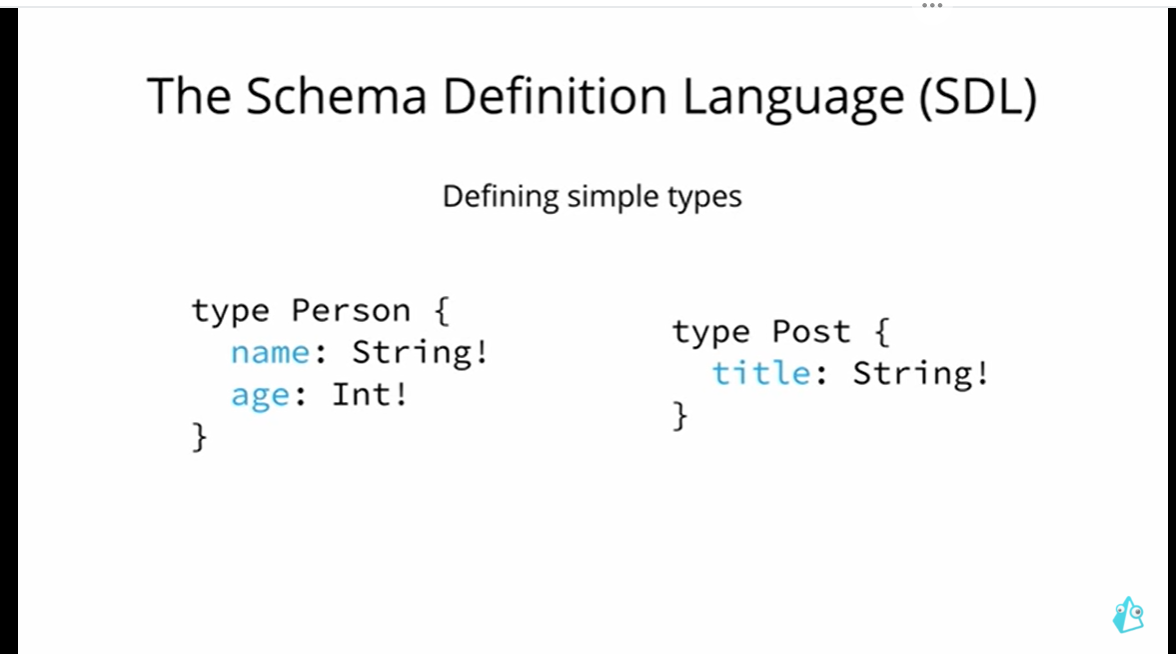 The Schema Definition Language (SDL)
Defining simple types
type Person {
  name: String!
  age: Int!
}
type Post {
  title: String!
}